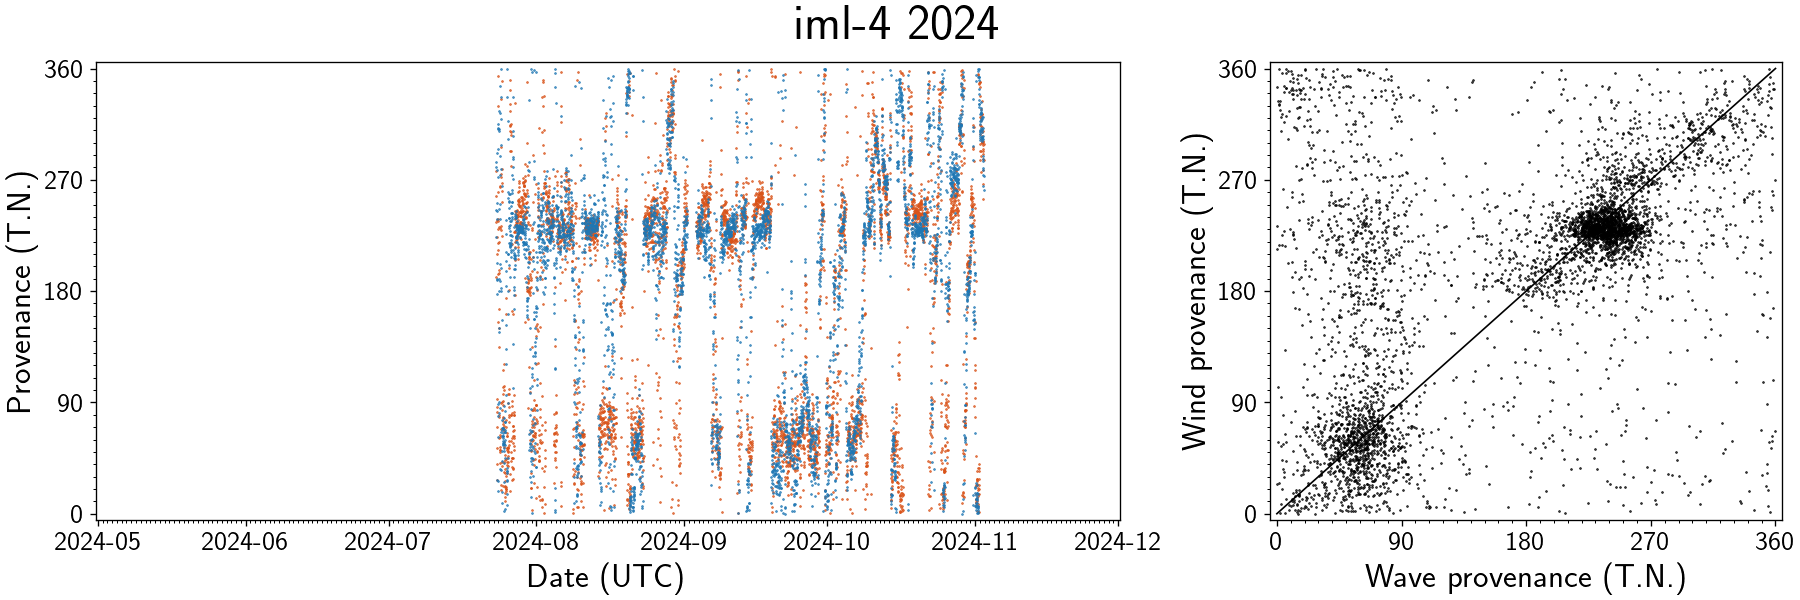 iml-4 2024
Provenance (T.N.)
360
270
180
90
0
2024-05 2024-06 2024-07 2024-08 2024-09 2024-10 2024-11 2024-12
Date (UTC)
Wind provenance (T.N.)
360
270
180
90
0
0 90 180 270 360
Wave provenance (T.N.)